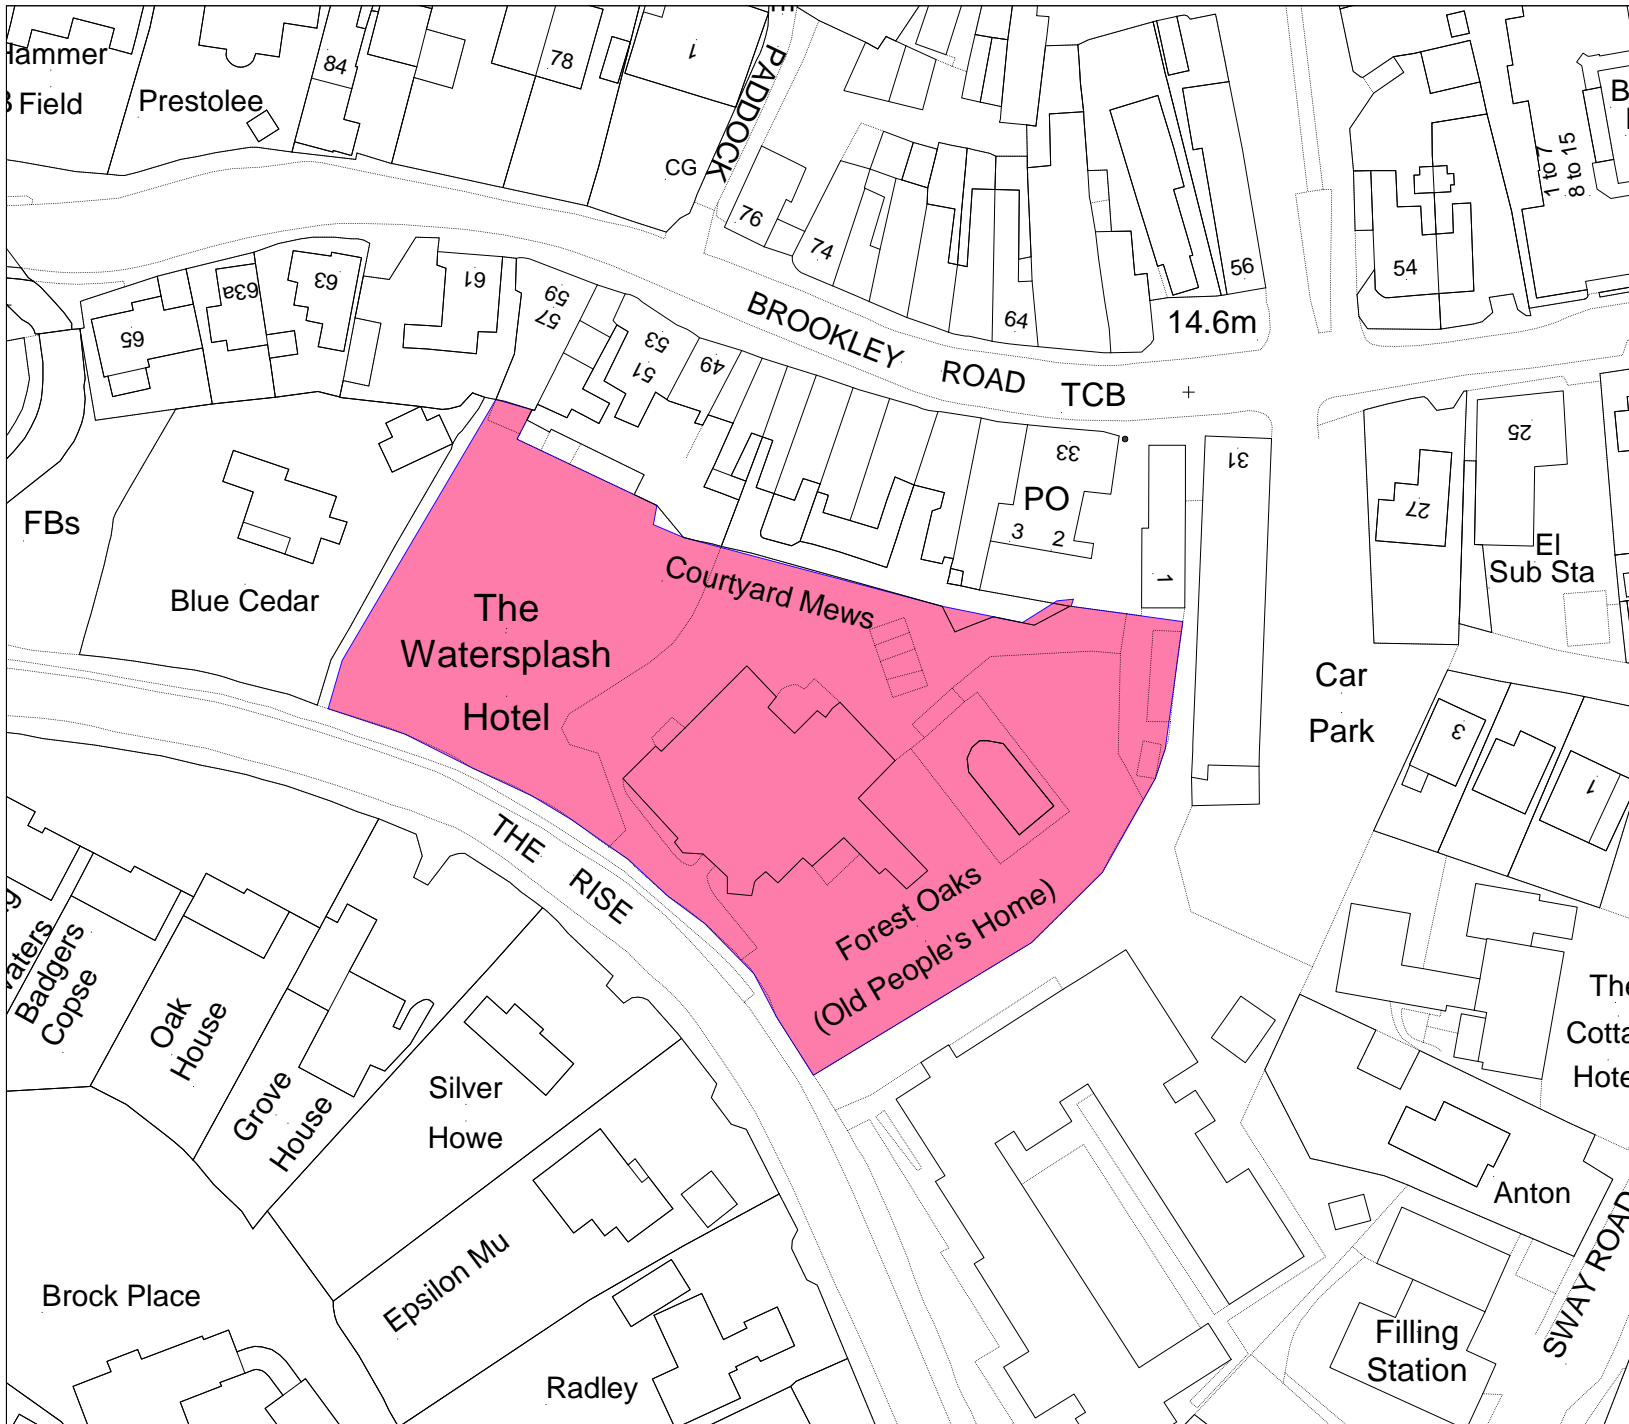 Hammer
Field
Prestolee
84
78
1
PADDOCK
CG
76
74
64
56
54
14.6m
1 to 7
8 to 15
BROOKLEY ROAD
TCB
65
63a
63
61
59
57
53
51
49
33
PO
3 2
1
31
27
25
El
Sub Sta
FBs
Blue Cedar
The
Watersplash
Hotel
Courtyard Mews
Car
Park
3
1
THE RISE
Forest Oaks
(Old People's Home)
Badgers
Copse
Oak
House
Grove
House
Silver
Howe
Epsilon Mu
Brock Place
Radley
Anton
SWAY ROAD
Filling
Station